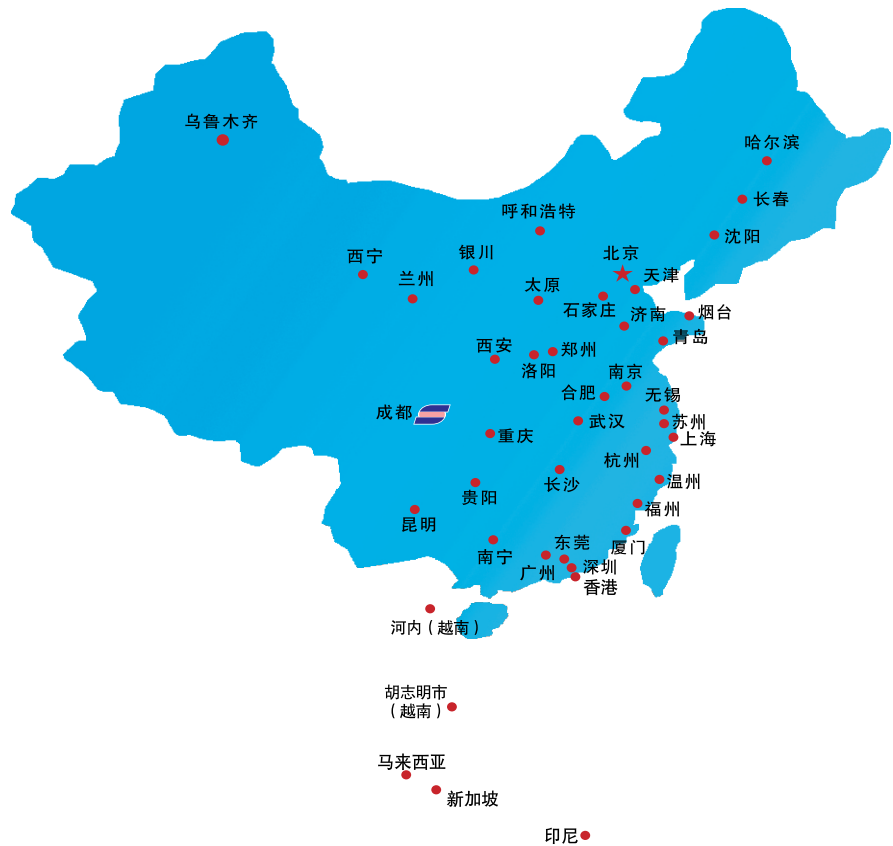 乌鲁木齐
哈尔滨
长春
呼和浩特
沈阳
北京
银川
西宁
天津
兰州
太原
石家庄
济南
烟台
青岛
西安
郑州
洛阳
南京
合肥
无锡
成都
武汉
苏州
重庆
上海
杭州
长沙
温州
贵阳
福州
昆明
东莞
厦门
南宁
广州
深圳
香港
河内（越南）
胡志明市
（越南）
马来西亚
新加坡
印尼